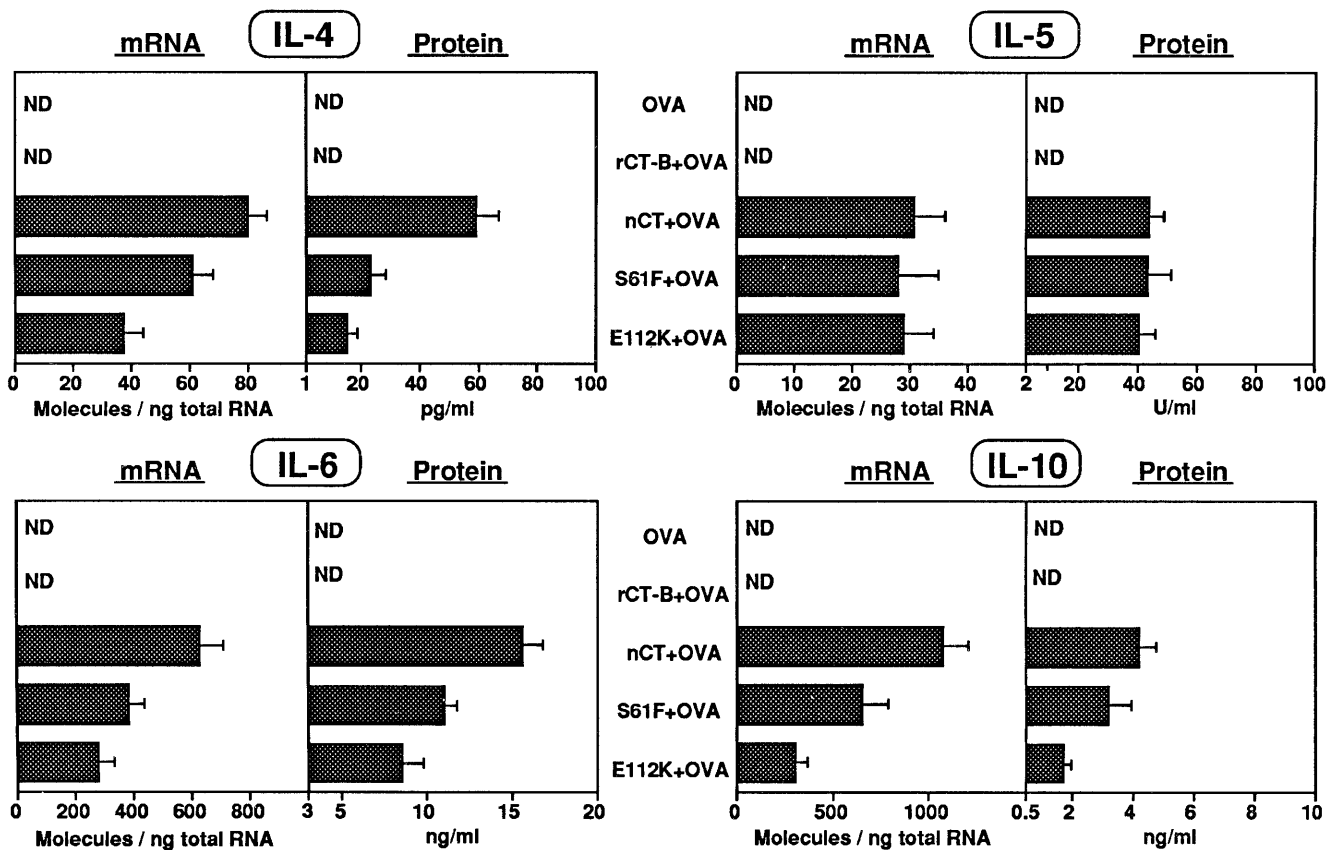 mRNA IL-4 Protein
mRNA IL-5 Protein
ND ND OVA ND ND
ND ND rCT-B+OVA ND ND
nCT+OVA
S61F+OVA
E112K+OVA
0 20 40 60 80 1 20 40 60 80 100
0 10 20 30 40 2 20 40 60 80 100
Molecules / ng total RNA pg/ml
Molecules / ng total RNA U/ml
mRNA IL-6 Protein
mRNA IL-10 Protein
ND ND OVA ND ND
ND ND rCT-B+OVA ND ND
nCT+OVA
S61F+OVA
E112K+OVA
0 200 400 600 800 3 5 10 15 20
0 500 1000 0.5 2 4 6 8 10
Molecules / ng total RNA ng/ml
Molecules / ng total RNA ng/ml